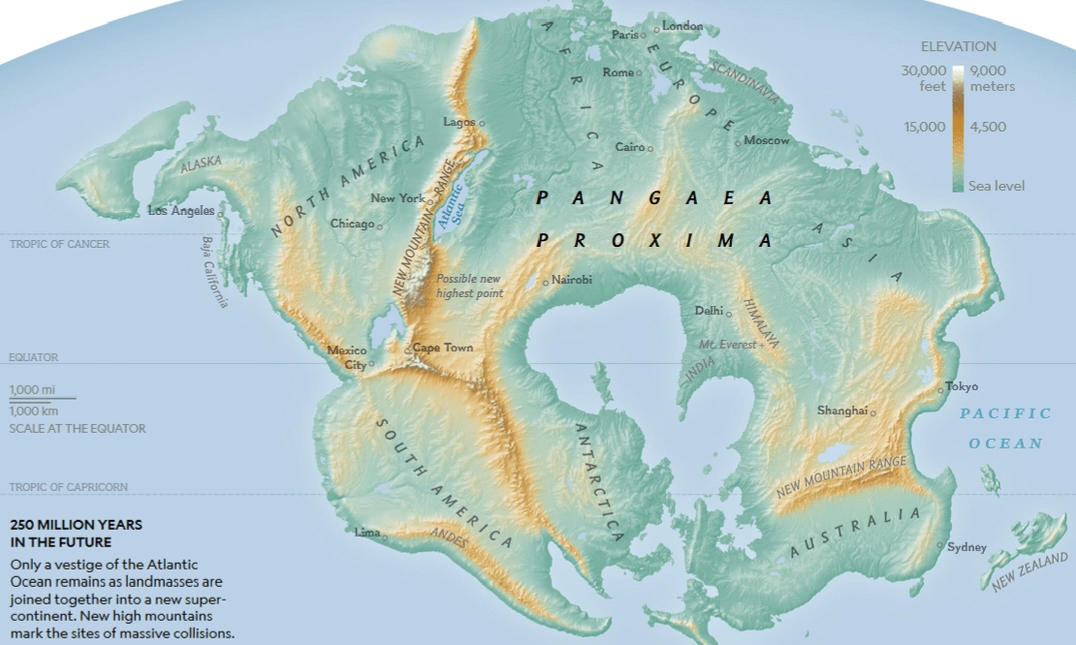 London
Paris
ELEVATION
AFRICA
EUROPE
Rome
SCANDINAVIA
30,000 feet
9,000 meters
15,000
4,500
Sea level
Lagos
Cairo
Moscow
ALASKA
NORTH AMERICA
New York
Chicago
Los Angeles
Baja California
NEW MOUNTAIN RANGE
Atlantic Sea
PANGAEA
PROXIMA
ASIA
TROPIC OF CANCER
Possible new
highest point
Nairobi
Delhi
HIMALAYA
Mt. Everest
INDIA
EQUATOR
Mexico
City
Cape Town
1,000 mi
1,000 km
SCALE AT THE EQUATOR
Tokyo
Shanghai
PACIFIC
OCEAN
SOUTH AMERICA
ANTARCTICA
NEW MOUNTAIN RANGE
TROPIC OF CAPRICORN
AUSTRALIA
Lima
ANDES
Sydney
NEW ZEALAND
250 MILLION YEARS
IN THE FUTURE
Only a vestige of the Atlantic
Ocean remains as landmasses are
joined together into a new super-
continent. New high mountains
mark the sites of massive collisions.